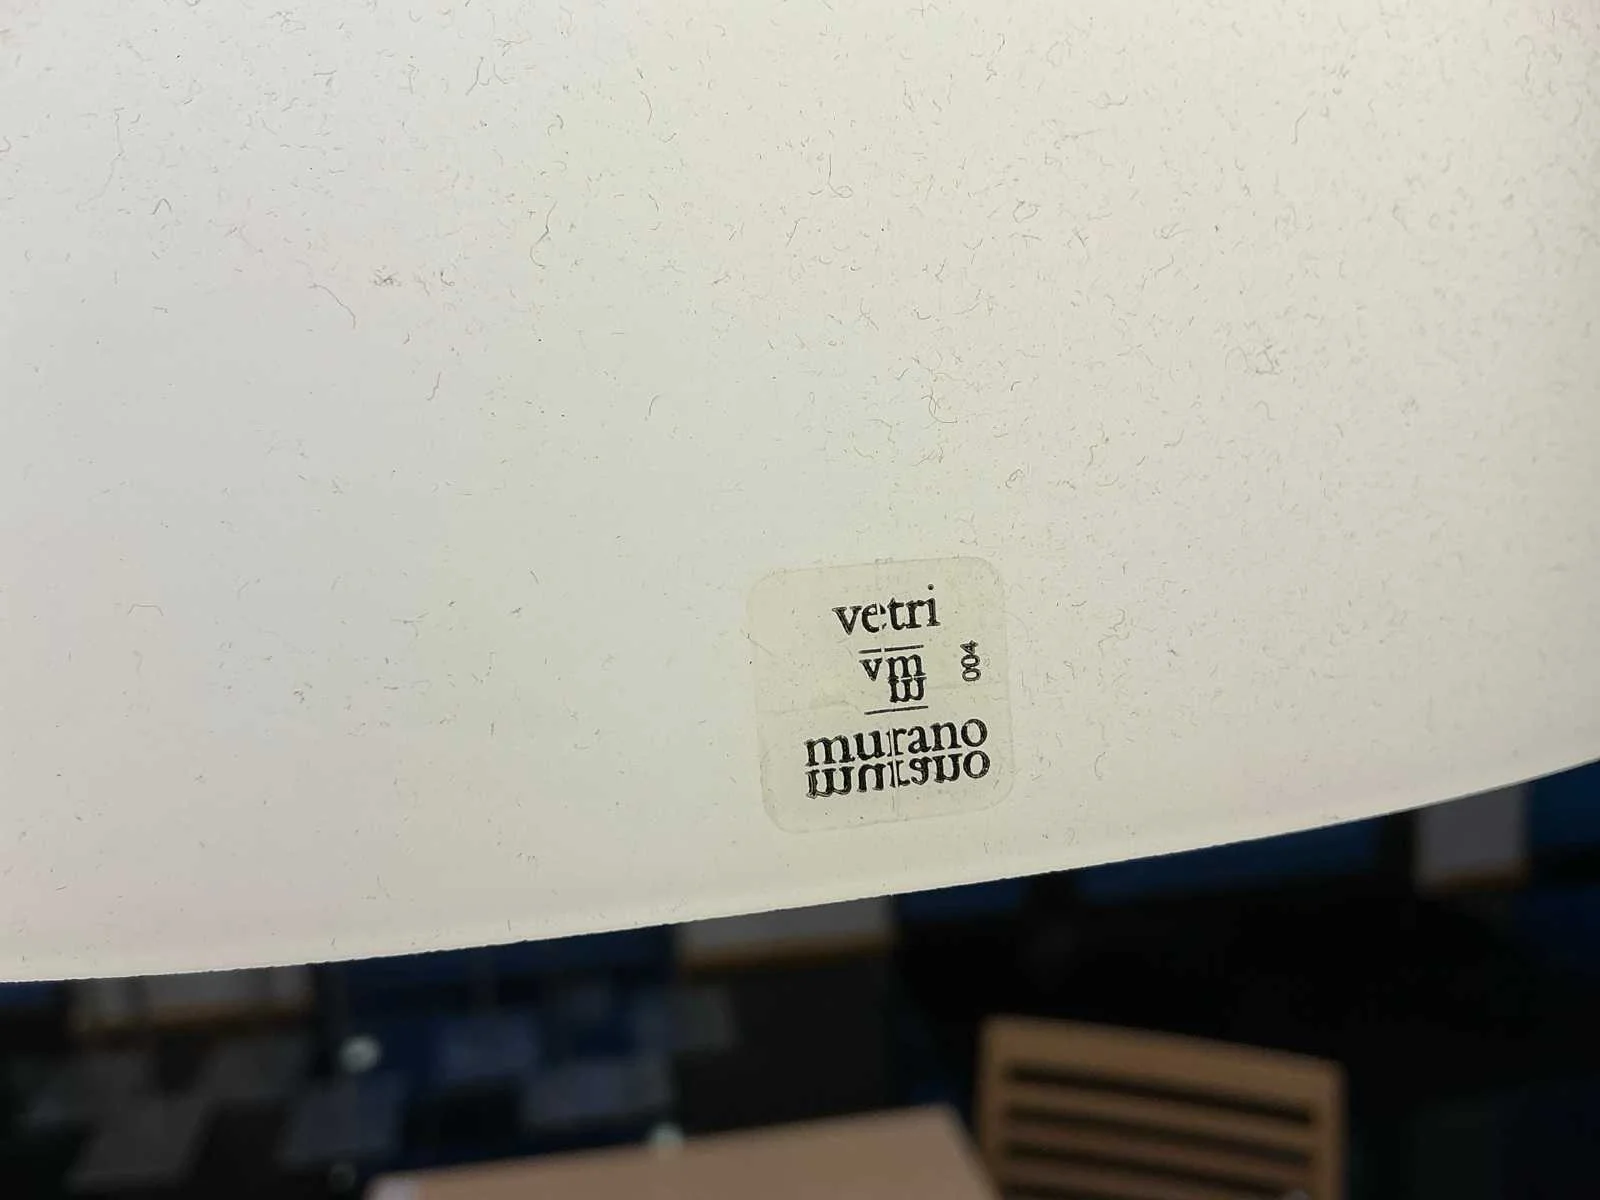 vetri
vm
004
murano